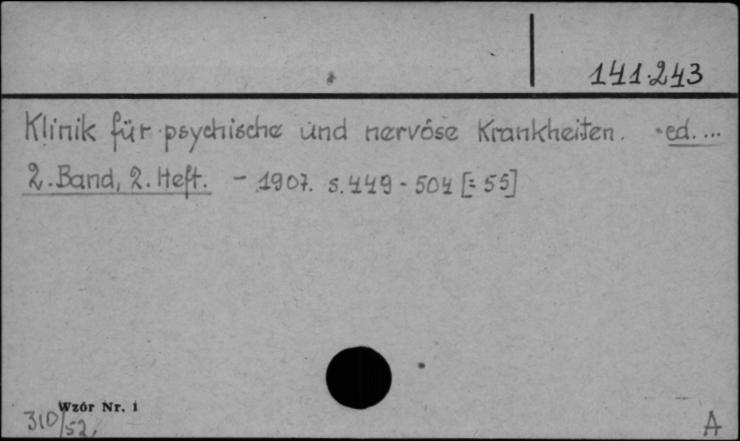 141.243
Klinik für psychische und nervöse Krankheiten. ed. ...
2. Band, 2. Heft. - 1907. s. 449 - 504 [= 55]
Wzór Nr. 1
310/52,
A